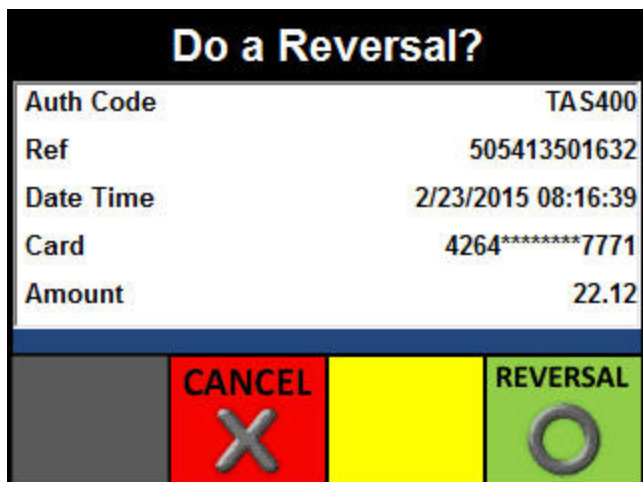 Do a Reversal?
Auth Code TAS400
Ref 505413501632
Date Time 2/23/2015 08:16:39
Card 4264********7771
Amount 22.12
CANCEL REVERSAL